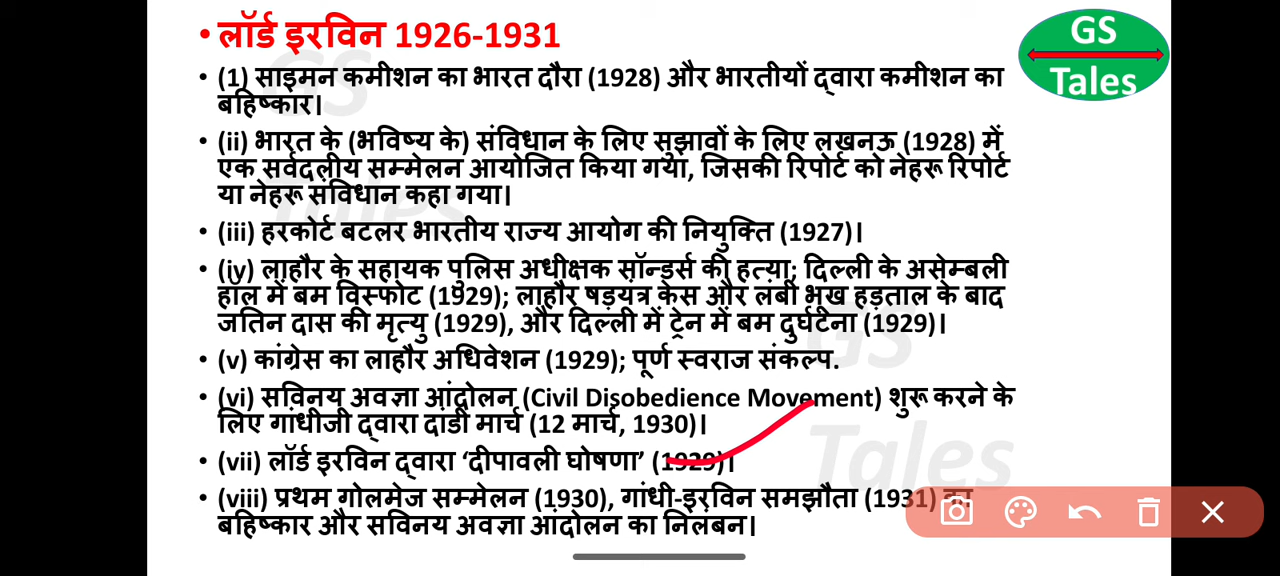 • लॉर्ड इरविन 1926-1931
GS
Tales
• (1) साइमन कमीशन का भारत दौरा (1928) और भारतीयों द्वारा कमीशन का
बहिष्कार।
• (ii) भारत के (भविष्य के) संविधान के लिए सुझावों के लिए लखनऊ (1928) में
एक सर्वदलीय सम्मेलन आयोजित किया गया, जिसकी रिपोर्ट को नेहरू रिपोर्ट
या नेहरू संविधान कहा गया।
• (iii) हरकोर्ट बटलर भारतीय राज्य आयोग की नियुक्ति (1927)।
• (iv) लाहौर के सहायक पुलिस अधीक्षक सॉन्डर्स की हत्या; दिल्ली के असेम्बली
हॉल में बम विस्फोट (1929); लाहौर षड़यंत्र केस और लंबी भूख हड़ताल के बाद
जतिन दास की मृत्यु (1929), और दिल्ली में ट्रेन में बम दुर्घटना (1929)।
• (v) कांग्रेस का लाहौर अधिवेशन (1929); पूर्ण स्वराज संकल्प.
• (vi) सविनय अवज्ञा आंदोलन (Civil Disobedience Movement) शुरू करने के
लिए गांधीजी द्वारा दांडी मार्च (12 मार्च, 1930)।
• (vii) लॉर्ड इरविन द्वारा ‘दीपावली घोषणा’ (1929)।
• (viii) प्रथम गोलमेज सम्मेलन (1930), गांधी-इरविन समझौता (1931)
बहिष्कार और सविनय अवज्ञा आंदोलन का निलंबन।
GS
Tales
GS
Tales